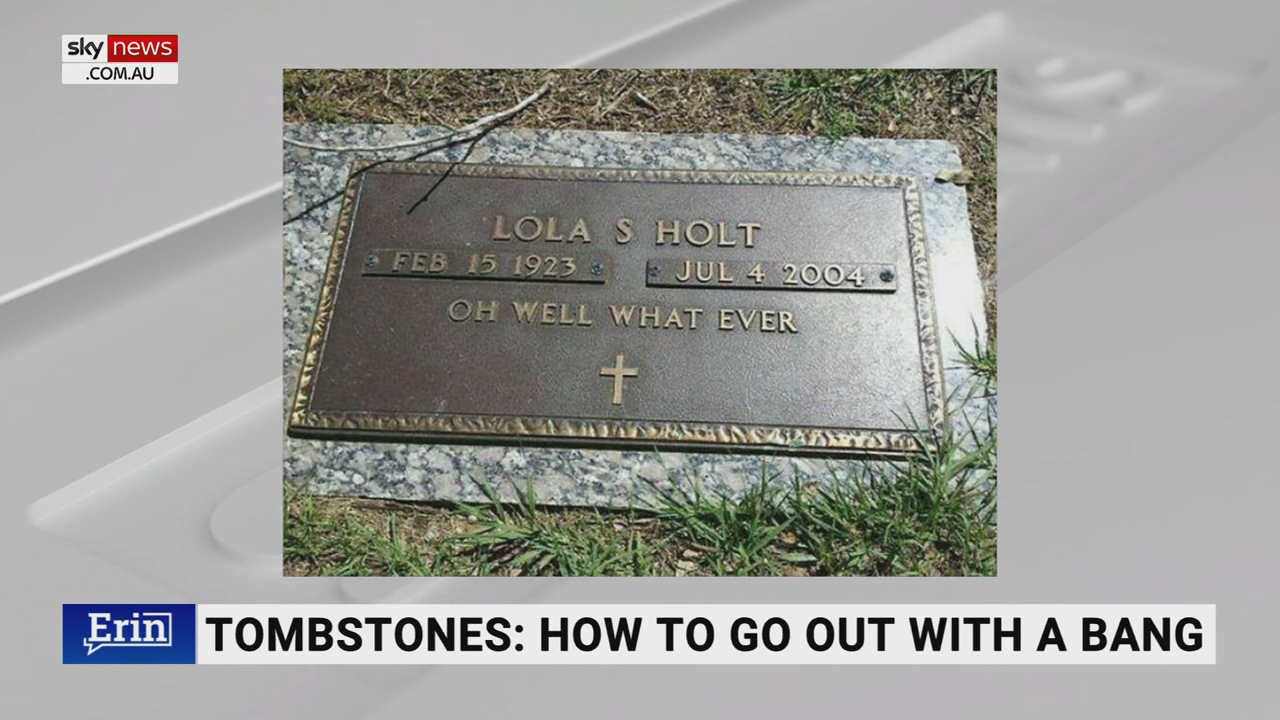 sky news
.COM.AU
LOLA S HOLT
FEB 15 1923 JUL 4 2004
OH WELL WHAT EVER
Erin TOMBSTONES: HOW TO GO OUT WITH A BANG